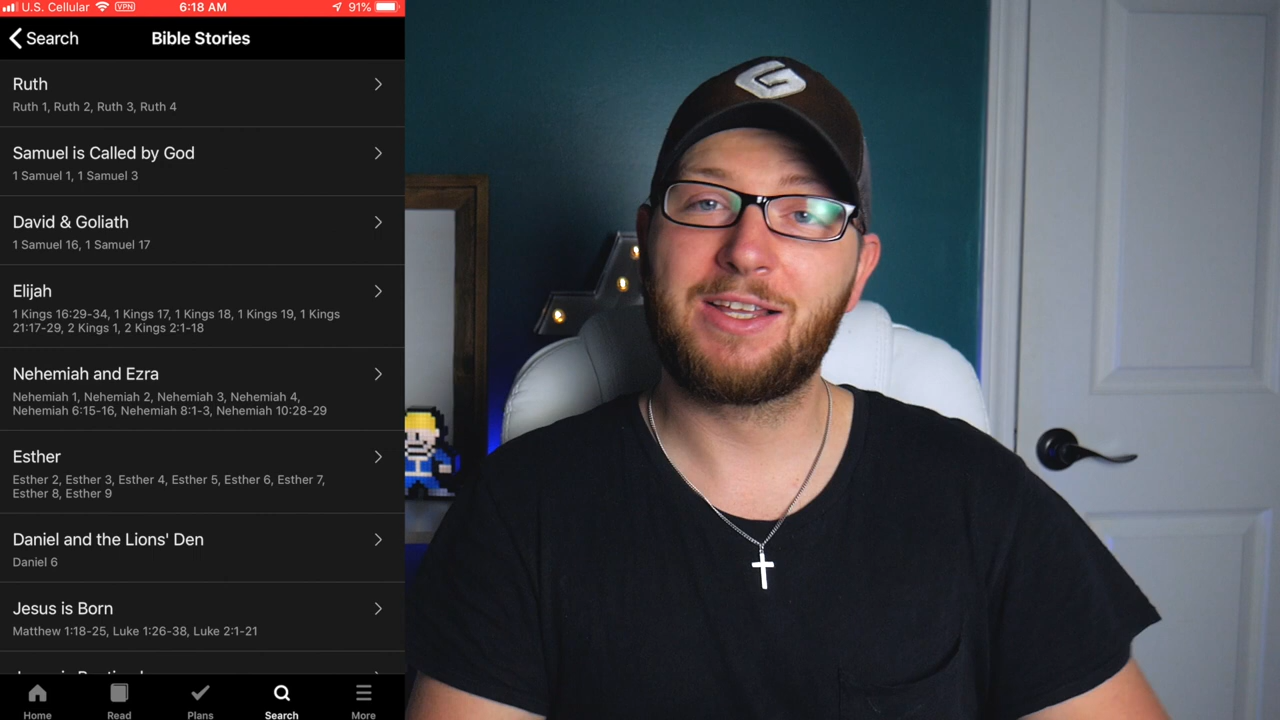 U.S. Cellular VPN 6:18 AM 91%
Search Bible Stories
Ruth
Ruth 1, Ruth 2, Ruth 3, Ruth 4
Samuel is Called by God
1 Samuel 1, 1 Samuel 3
David & Goliath
1 Samuel 16, 1 Samuel 17
Elijah
1 Kings 16:29-34, 1 Kings 17, 1 Kings 18, 1 Kings 19, 1 Kings
21:17-29, 2 Kings 1, 2 Kings 2:1-18
Nehemiah and Ezra
Nehemiah 1, Nehemiah 2, Nehemiah 3, Nehemiah 4,
Nehemiah 6:15-16, Nehemiah 8:1-3, Nehemiah 10:28-29
Esther
Esther 2, Esther 3, Esther 4, Esther 5, Esther 6, Esther 7,
Esther 8, Esther 9
Daniel and the Lions' Den
Daniel 6
Jesus is Born
Matthew 1:18-25, Luke 1:26-38, Luke 2:1-21
Home Read Plans Search More
G